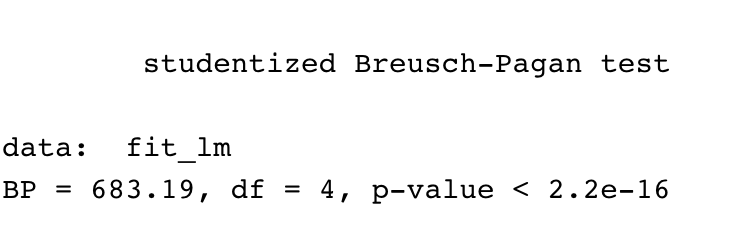 studentized Breusch-Pagan test
data:  fit_lm
BP = 683.19, df = 4, p-value < 2.2e-16